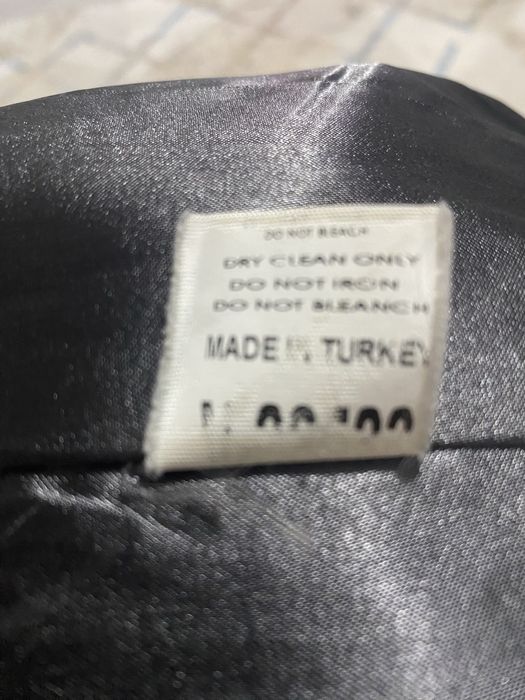 DO NOT BLEACH
DRY CLEAN ONLY
DO NOT IRON
DO NOT BLEANCH
MADE IN TURKEY